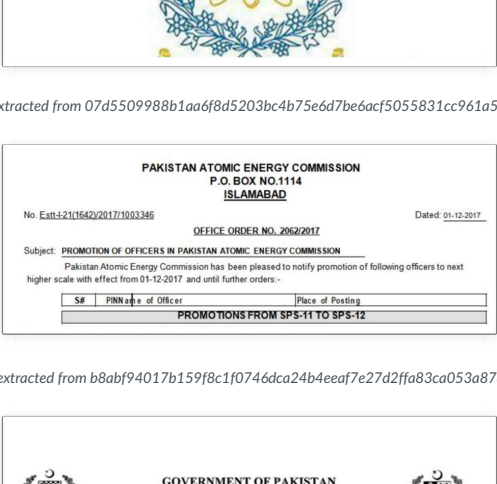 xtracted from 07d5509988b1aa6f8d5203bc4b75e6d7be6acf5055831cc961a5
PAKISTAN ATOMIC ENERGY COMMISSION
P.O. BOX NO.1114
ISLAMABAD
No. Estt-I-21(1642)/2017/1003346 Dated: 01-12-2017
OFFICE ORDER NO. 2062/2017
Subject: PROMOTION OF OFFICERS IN PAKISTAN ATOMIC ENERGY COMMISSION
Pakistan Atomic Energy Commission has been pleased to notify promotion of following officers to next
higher scale with effect from 01-12-2017 and until further orders:-
S# PINName of Officer Place of Posting
PROMOTIONS FROM SPS-11 TO SPS-12
extracted from b8abf94017b159f8c1f0746dca24b4eeaf7e27d2ffa83ca053a87
GOVERNMENT OF PAKISTAN